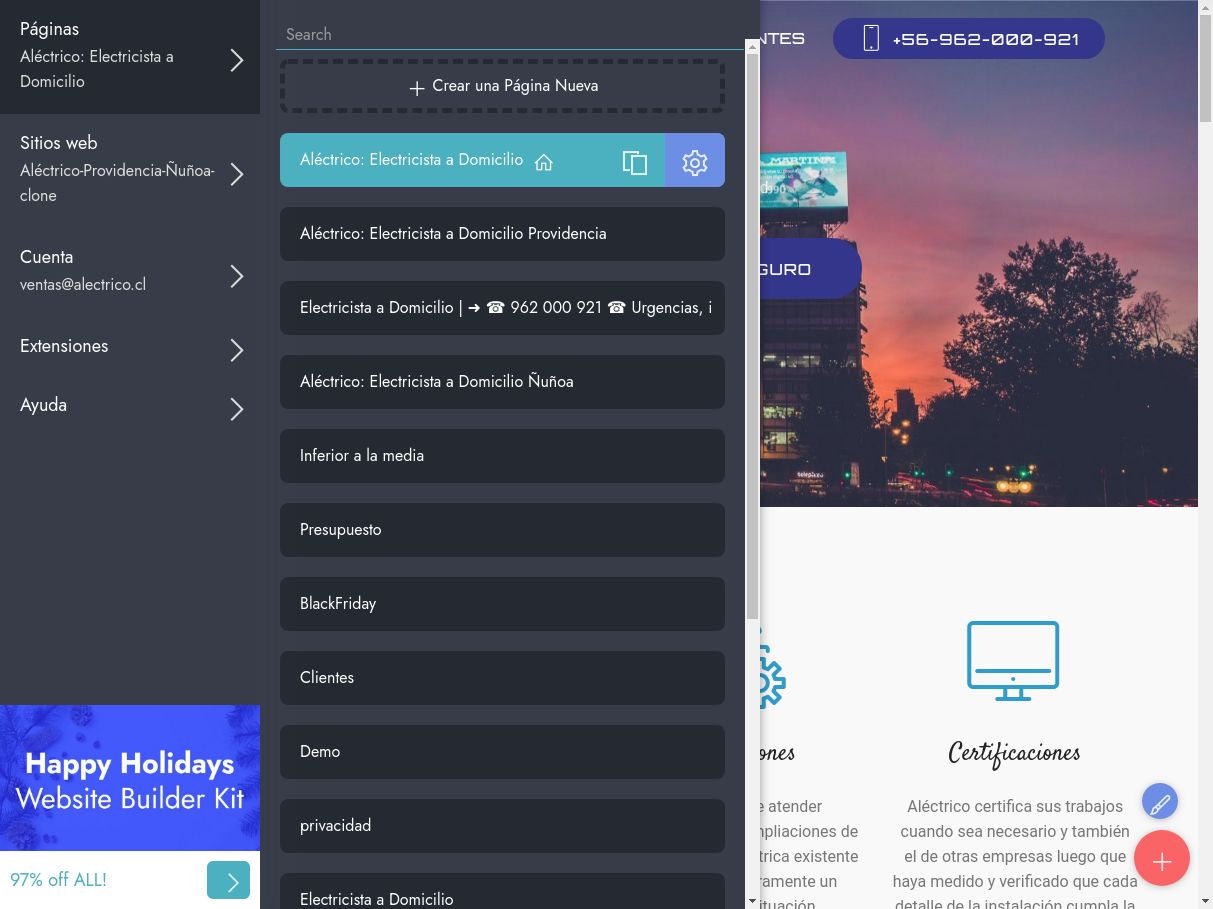 Páginas
Aléctrico: Electricista a
Domicilio
Sitios web
Aléctrico-Providencia-Ñuñoa-
clone
Cuenta
ventas@alectrico.cl
Extensiones
Ayuda
Happy Holidays
Website Builder Kit
97% off ALL!
Search
Crear una Página Nueva
Aléctrico: Electricista a Domicilio
Aléctrico: Electricista a Domicilio Providencia
Electricista a Domicilio | ➜ ☎ 962 000 921 ☎ Urgencias, i
Aléctrico: Electricista a Domicilio Ñuñoa
Inferior a la media
Presupuesto
BlackFriday
Clientes
Demo
privacidad
Electricista a Domicilio
NTES
+56-962-000-921
MARTINA
990
d
GURO
telepizza
ones
e atender
mpliaciones de
trica existente
ramente un
ituación
Certificaciones
Aléctrico certifica sus trabajos
cuando sea necesario y también
el de otras empresas luego que
haya medido y verificado que cada
detalle de la instalación cumpla la